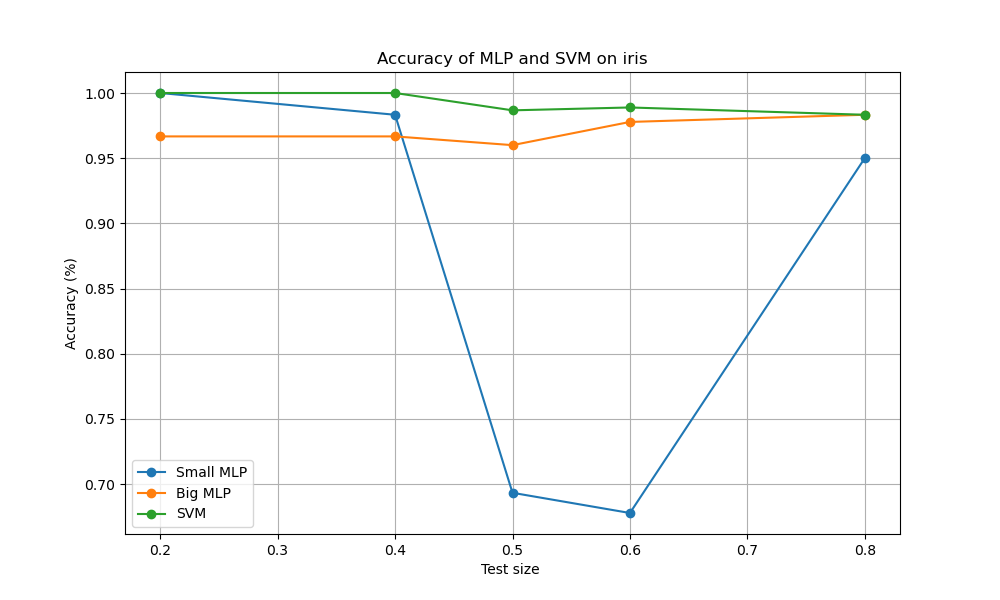 Accuracy of MLP and SVM on iris
1.00
0.95
0.90
0.85
0.80
0.75
0.70
Accuracy (%)
Small MLP
Big MLP
SVM
0.2 0.3 0.4 0.5 0.6 0.7 0.8
Test size